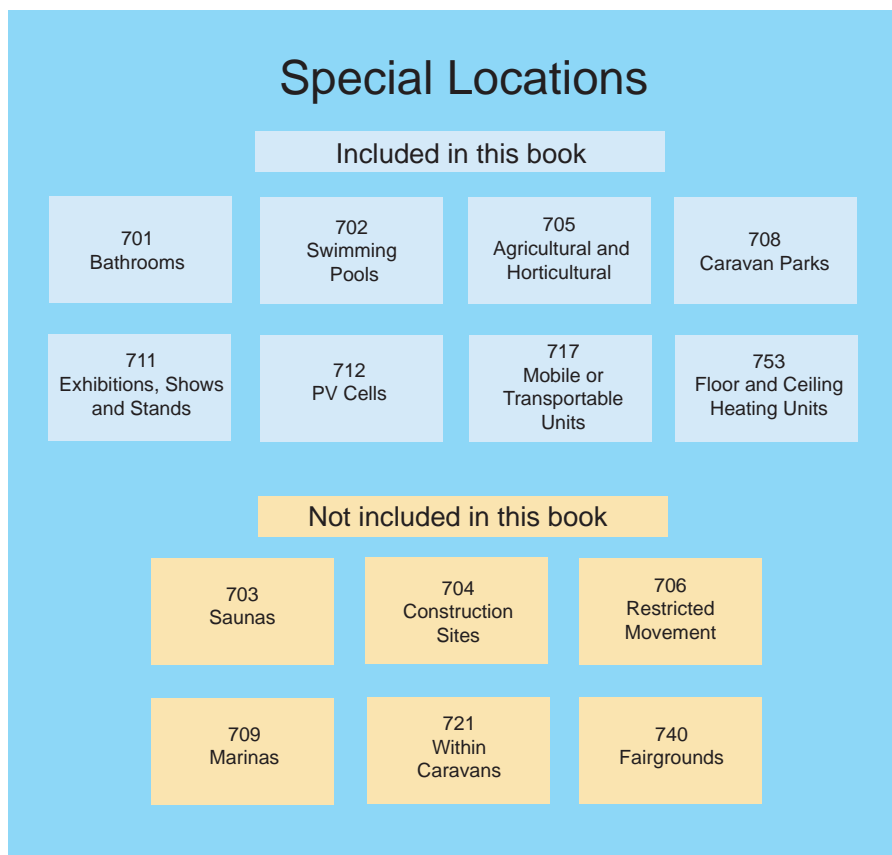 Special Locations
Included in this book
701
Bathrooms
702
Swimming
Pools
705
Agricultural and
Horticultural
708
Caravan Parks
711
Exhibitions, Shows
and Stands
712
PV Cells
717
Mobile or
Transportable
Units
753
Floor and Ceiling
Heating Units
Not included in this book
703
Saunas
704
Construction
Sites
706
Restricted
Movement
709
Marinas
721
Within
Caravans
740
Fairgrounds